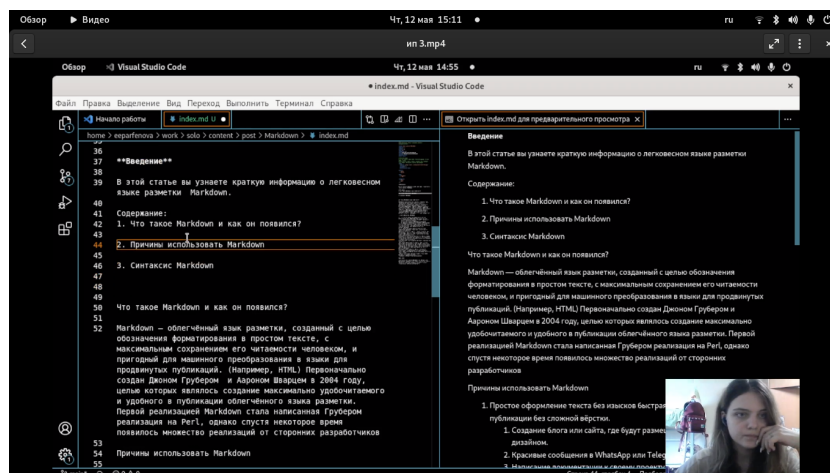 Обзор
Видео
Чт, 12 мая 15:11
ru
ип 3.mp4
Обзор
Visual Studio Code
Чт, 12 мая 14:55
ru
● index.md - Visual Studio Code
Файл Правка Выделение Вид Переход Выполнить Терминал Справка
Начало работы
index.md U ●
Открыть index.md для предварительного просмотра
home > eeparfenova > work > solo > content > post > Markdown > index.md
36
37 **Введение**
38
39 В этой статье вы узнаете краткую информацию о легковесном
языке разметки Markdown.
40
41 Содержание:
42 1. Что такое Markdown и как он появился?
43
44 2. Причины использовать Markdown
45
46 3. Синтаксис Markdown
47
48
49
50 Что такое Markdown и как он появился?
51
52 Markdown — облегчённый язык разметки, созданный с целью
обозначения форматирования в простом тексте, с
максимальным сохранением его читаемости человеком, и
пригодный для машинного преобразования в языки для
продвинутых публикаций. (Например, HTML) Первоначально
создан Джоном Грубером и Аароном Шварцем в 2004 году,
целью которых являлось создание максимально удобочитаемого
и удобного в публикации облегчённого языка разметки.
Первой реализацией Markdown стала написанная Грубером
реализация на Perl, однако спустя некоторое время
появилось множество реализаций от сторонних разработчиков
53
54 Причины использовать Markdown
55
Введение
В этой статье вы узнаете краткую информацию о легковесном языке разметки
Markdown.
Содержание:
1. Что такое Markdown и как он появился?
2. Причины использовать Markdown
3. Синтаксис Markdown
Что такое Markdown и как он появился?
Markdown — облегчённый язык разметки, созданный с целью обозначения
форматирования в простом тексте, с максимальным сохранением его читаемости
человеком, и пригодный для машинного преобразования в языки для продвинутых
публикаций. (Например, HTML) Первоначально создан Джоном Грубером и
Аароном Шварцем в 2004 году, целью которых являлось создание максимально
удобочитаемого и удобного в публикации облегчённого языка разметки. Первой
реализацией Markdown стала написанная Грубером реализация на Perl, однако
спустя некоторое время появилось множество реализаций от сторонних
разработчиков
Причины использовать Markdown
1. Простое оформление текста без изысков быстрая
публикации без сложной вёрстки.
1. Создание блога или сайта, где будут
дизайном.
2. Красивые сообщения в WhatsApp или
3. Написание документации к своему